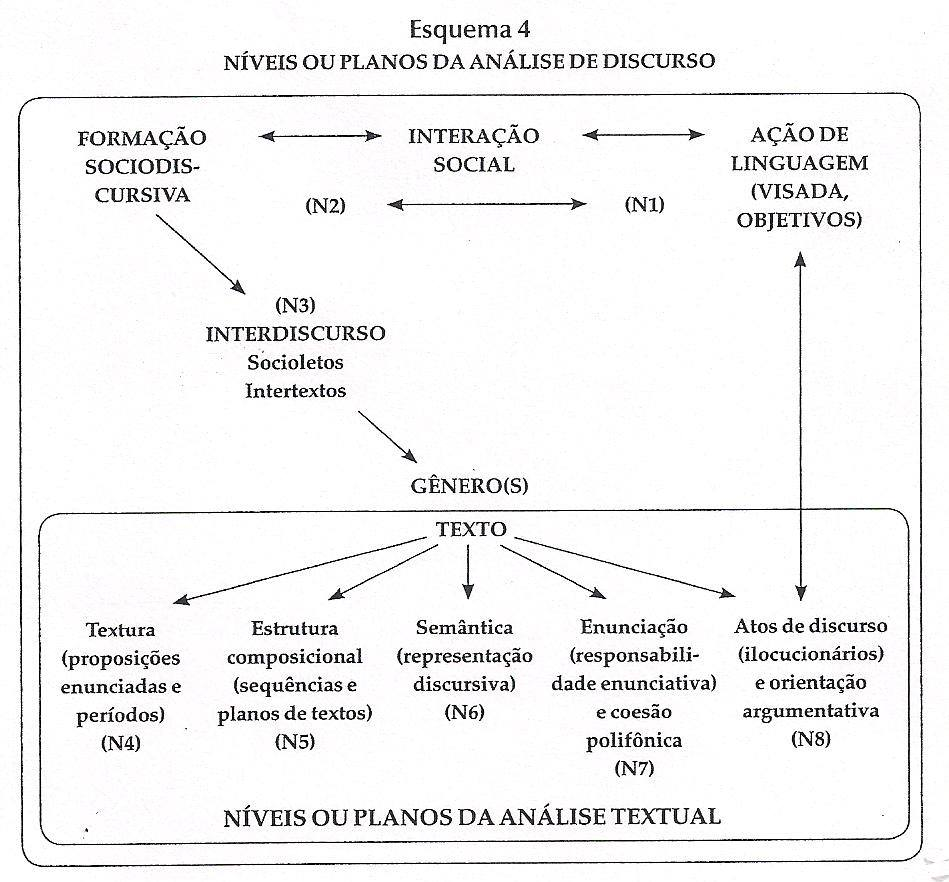 Esquema 4
NÍVEIS OU PLANOS DA ANÁLISE DE DISCURSO
FORMAÇÃO
SOCIODIS-
CURSIVA
INTERAÇÃO
SOCIAL
AÇÃO DE
LINGUAGEM
(VISADA,
OBJETIVOS)
(N2)
(N1)
(N3)
INTERDISCURSO
Socioletos
Intertextos
GÊNERO(S)
TEXTO
Textura
(proposições
enunciadas e
períodos)
(N4)
Estrutura
composicional
(sequências e
planos de textos)
(N5)
Semântica
(representação
discursiva)
(N6)
Enunciação
(responsabili-
dade enunciativa)
e coesão
polifônica
(N7)
Atos de discurso
(ilocucionários)
e orientação
argumentativa
(N8)
NÍVEIS OU PLANOS DA ANÁLISE TEXTUAL